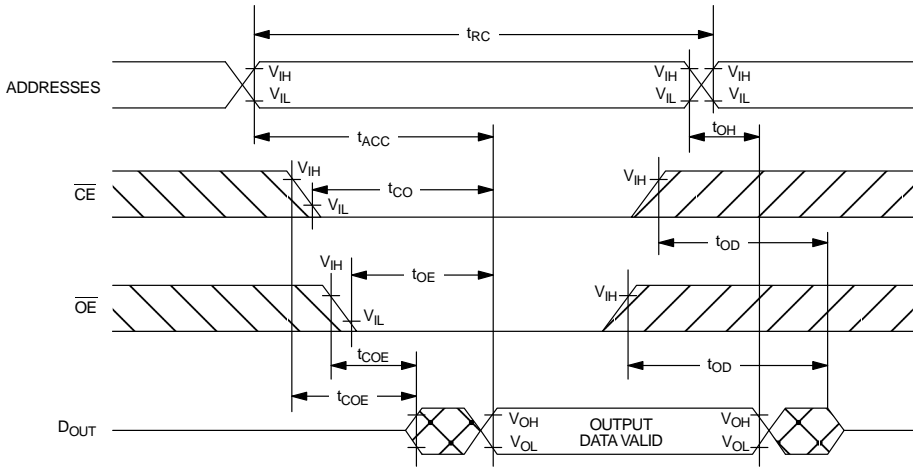 tRC
ADDRESSES
VIH VIH VIH
VIL VIL VIL
tACC tOH
CE VIH tCO VIH
VIL
tOD
OE VIH tOE VIH
VIL
tCOE tOD
tCOE
DOUT VOH OUTPUT VOH
VOL DATA VALID VOL